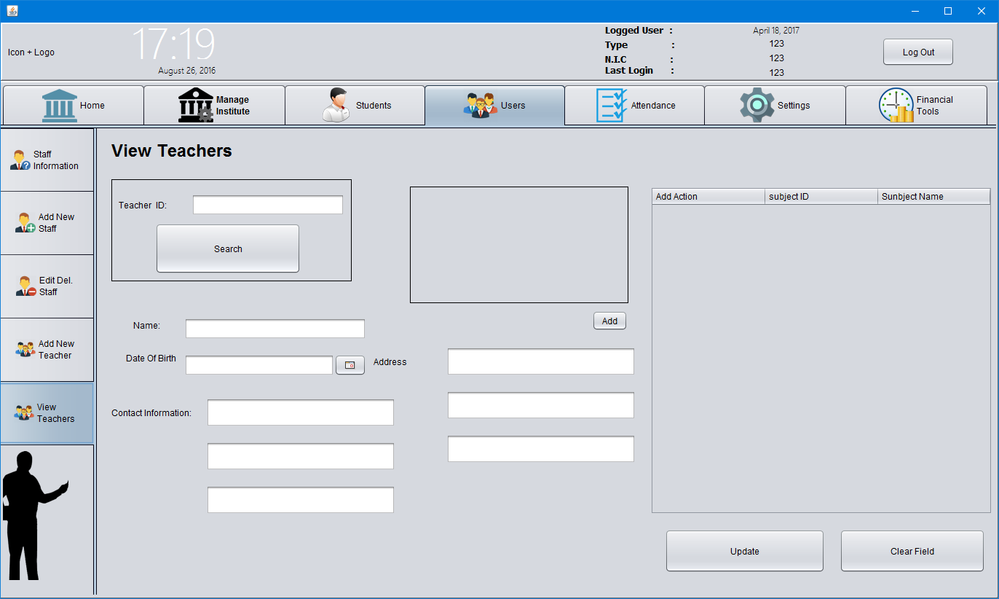 Icon + Logo
17:19
August 26, 2016
Logged User :
April 18, 2017
Type :
123
N.I.C :
123
Last Login :
123
Log Out
Home
Manage
Institute
Students
Users
Attendance
Settings
Financial
Tools
Staff
Information
Add New
Staff
Edit Del.
Staff
Add New
Teacher
View
Teachers
View Teachers
Teacher ID:
Search
Add
Name:
Date Of Birth
Address
Contact Information:
Add Action
subject ID
Sunbject Name
Update
Clear Field